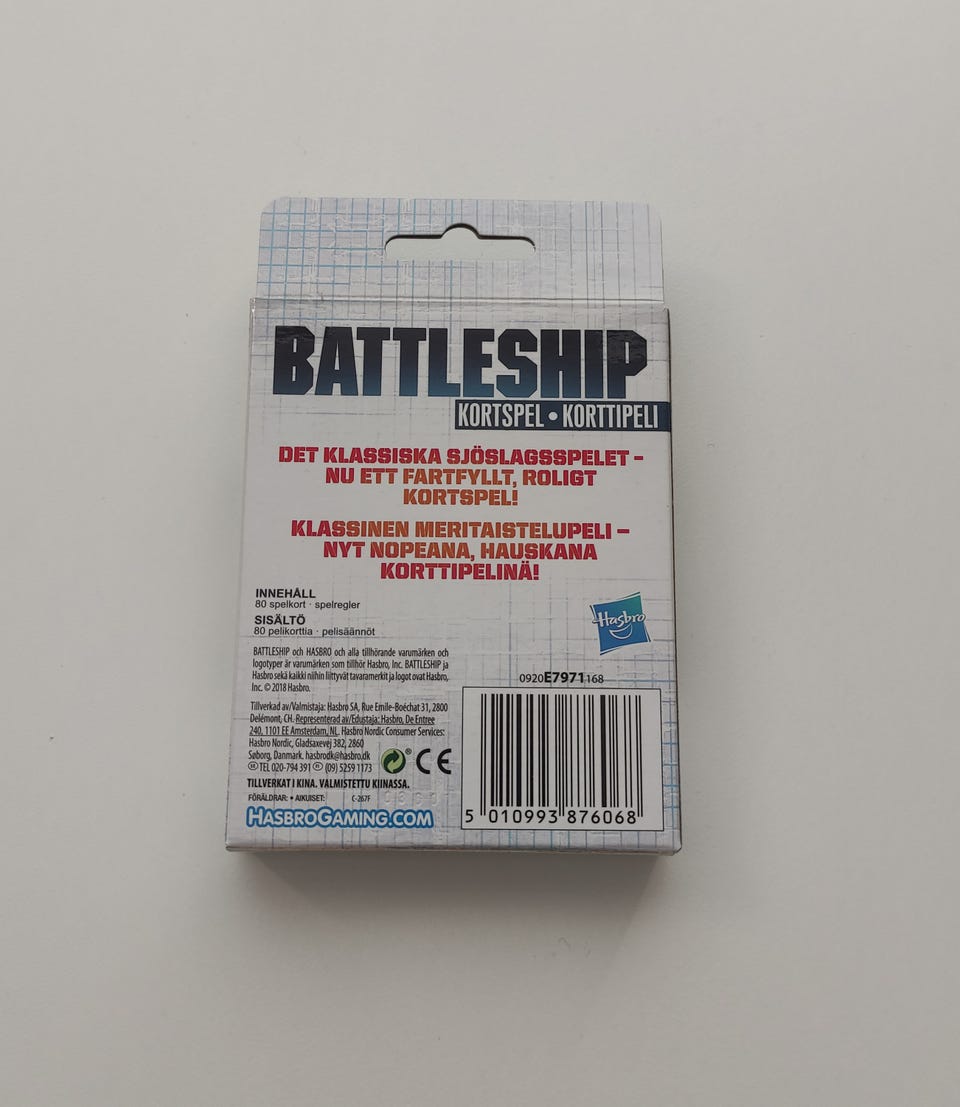 BATTLESHIP
KORTSPEL • KORTTIPELI
DET KLASSISKA SJÖSLAGSSPELET –
NU ETT FARTFYLLT, ROLIGT
KORTSPEL!
KLASSINEN MERITAISTELUPELI –
NYT NOPEANA, HAUSKANA
KORTTIPELINÄ!
INNEHÅLL
80 spelkort · spelregler
SISÄLTÖ
80 pelikorttia · pelisäännöt
Hasbro
BATTLESHIP och HASBRO och alla tillhörande varumärken och
logotyper är varumärken som tillhör Hasbro, Inc. BATTLESHIP ja
Hasbro sekä kaikki niihin liittyvät tavaramerkit ja logot ovat Hasbro,
Inc. © 2018 Hasbro.
0920E7971168
Tillverkad av/Valmistaja: Hasbro SA, Rue Emile-Boéchat 31, 2800
Delémont, CH. Representerad av/Edustaja: Hasbro, De Entree
240, 1101 EE Amsterdam, NL. Hasbro Nordic Consumer Services:
Hasbro Nordic, Gladsaxevej 382, 2860
Søborg, Danmark. hasbrodk@hasbro.dk
SE TEL 020-794 391 FI (09) 5259 1173
® CE
TILLVERKAT I KINA. VALMISTETTU KIINASSA.
FÖRÄLDRAR: • AIKUISET: C-267F
HASBROGAMING.COM
5 010993 876068